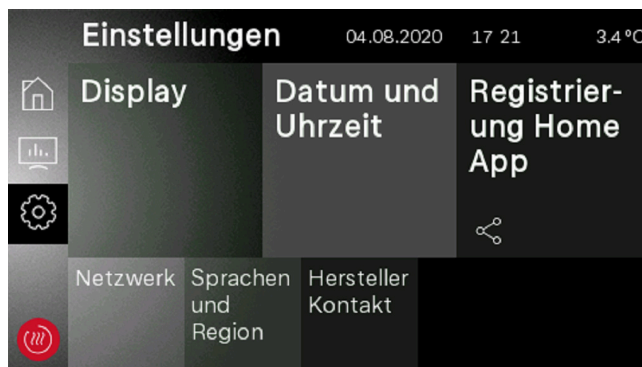 Einstellungen 04.08.2020 17 21 3.4 °C
Display
Datum und
Uhrzeit
Registrier-
ung Home
App
Netzwerk
Sprachen
und
Region
Hersteller
Kontakt